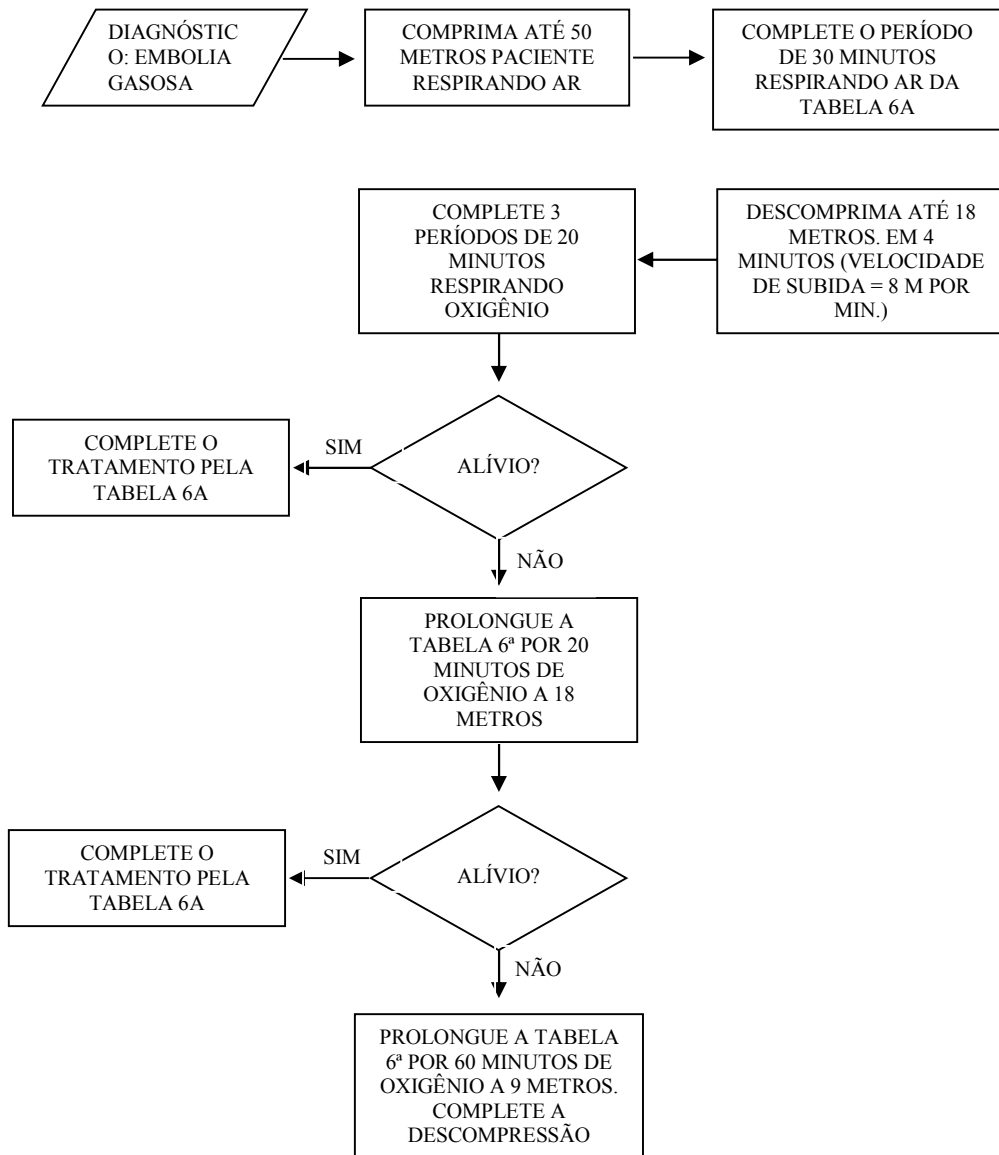 DIAGNÓSTIC
O: EMBOLIA
GASOSA
COMPRIMA ATÉ 50
METROS PACIENTE
RESPIRANDO AR
COMPLETE O PERÍODO
DE 30 MINUTOS
RESPIRANDO AR DA
TABELA 6A
DESCOMPRIMA ATÉ 18
METROS. EM 4
MINUTOS (VELOCIDADE
DE SUBIDA = 8 M POR
MIN.)
COMPLETE 3
PERÍODOS DE 20
MINUTOS
RESPIRANDO
OXIGÊNIO
ALÍVIO?
SIM
COMPLETE O
TRATAMENTO PELA
TABELA 6A
NÃO
PROLONGUE A
TABELA 6ª POR 20
MINUTOS DE
OXIGÊNIO A 18
METROS
ALÍVIO?
SIM
COMPLETE O
TRATAMENTO PELA
TABELA 6A
NÃO
PROLONGUE A TABELA
6ª POR 60 MINUTOS DE
OXIGÊNIO A 9 METROS.
COMPLETE A
DESCOMPRESSÃO